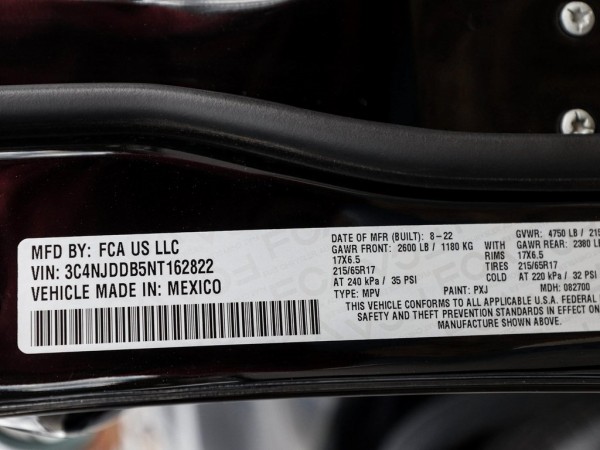 MFD BY: FCA US LLC
VIN: 3C4NJDDB5NT162822
VEHICLE MADE IN: MEXICO
DATE OF MFR (BUILT): 8-22 GVWR: 4750 LB / 215
GAWR FRONT: 2600 LB / 1180 KG WITH GAWR REAR: 2380 LB
17X6.5 RIMS 17X6.5
215/65R17 TIRES 215/65R17
AT 240 kPa / 35 PSI COLD AT 220 kPa / 32 PSI
TYPE: MPV PAINT: PXJ MDH: 082700
THIS VEHICLE CONFORMS TO ALL APPLICABLE U.S.A. FEDERAL
SAFETY AND THEFT PREVENTION STANDARDS IN EFFECT ON
MANUFACTURE SHOWN ABOVE.